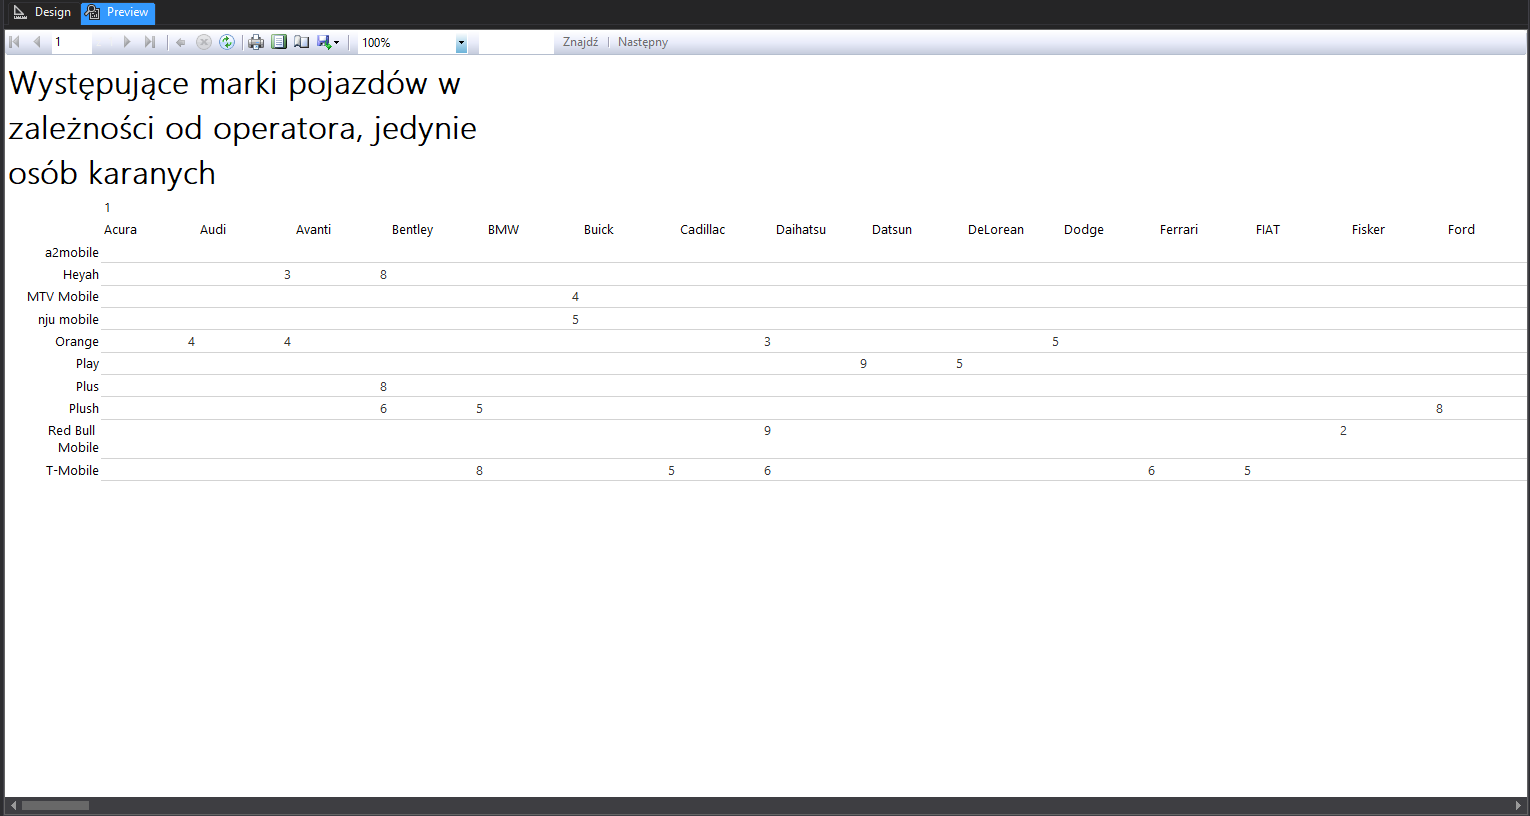 Design Preview
1 100% Znajdź | Następny
Występujące marki pojazdów w
zależności od operatora, jedynie
osób karanych
1
Acura Audi Avanti Bentley BMW Buick Cadillac Daihatsu Datsun DeLorean Dodge Ferrari FIAT Fisker Ford
a2mobile
Heyah 3 8
MTV Mobile 4
nju mobile 5
Orange 4 4 3 5
Play 9 5
Plus 8
Plush 6 5 8
Red Bull 9 2
Mobile
T-Mobile 8 5 6 6 5